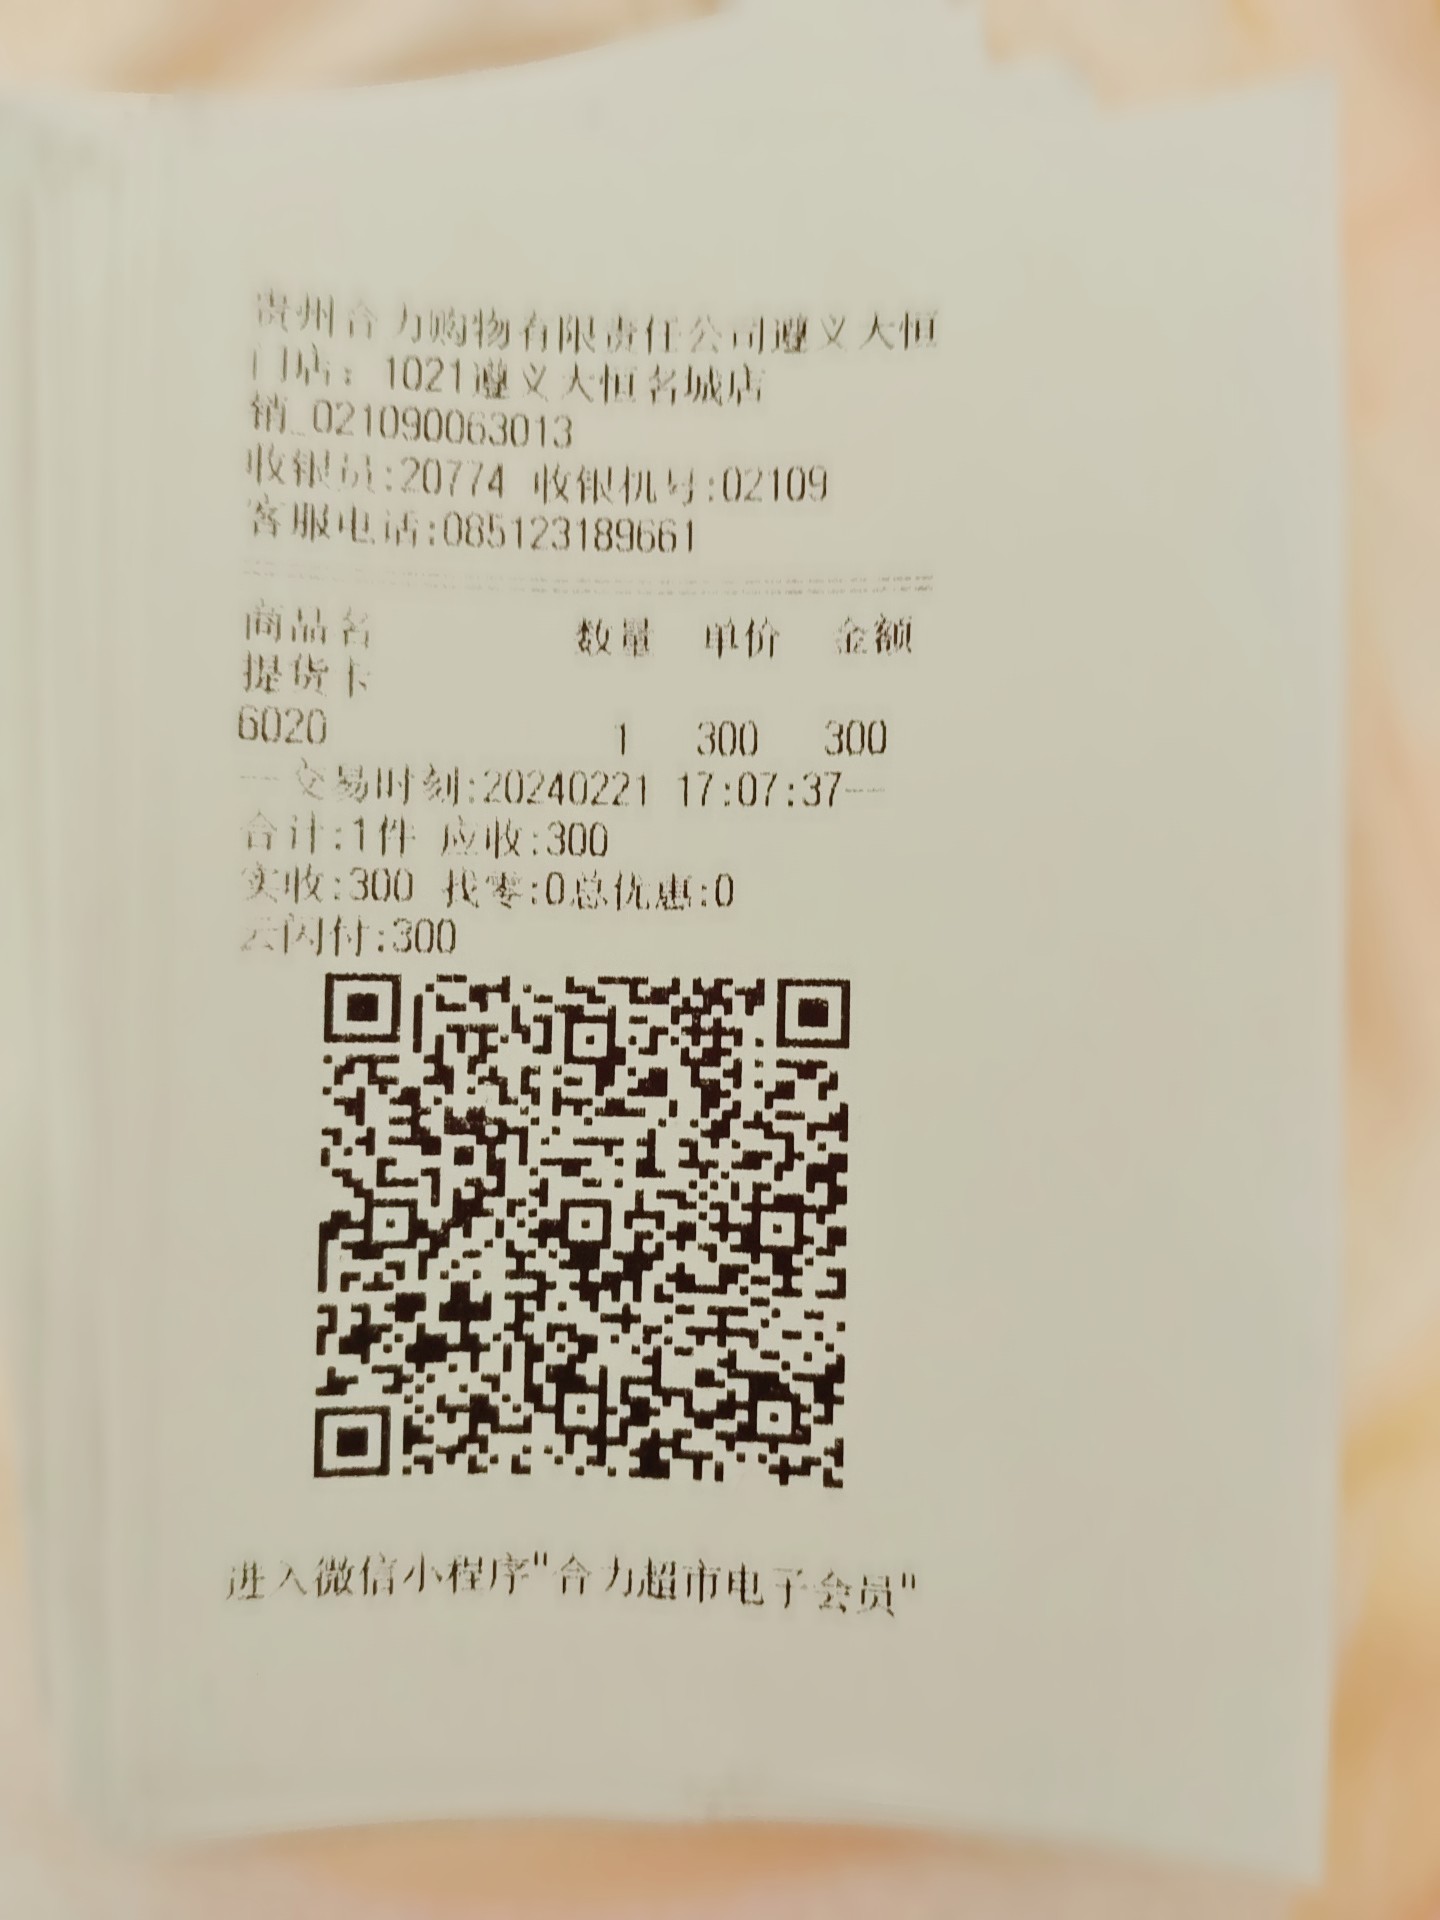 贵州合力购物有限责任公司遵义大恒
门店：1021遵义大恒名城店
销_021090063013
收银员:20774 收银机号:02109
客服电话:085123189661
商品名 数量 单价 金额
提货卡
6020 1 300 300
---交易时刻:20240221 17:07:37---
合计:1件 应收:300
实收:300 找零:0总优惠:0
云闪付:300
进入微信小程序"合力超市电子会员"